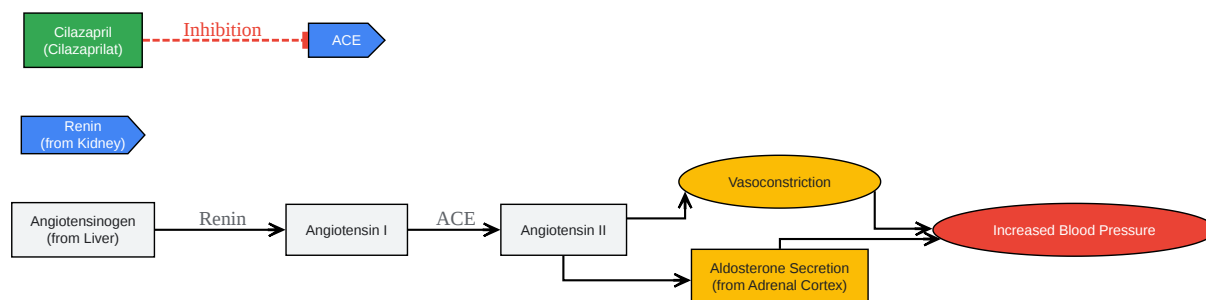 Cilazapril
(Cilazaprilat)
Inhibition
ACE
Renin
(from Kidney)
Vasoconstriction
Angiotensinogen
(from Liver)
Renin
Angiotensin I
ACE
Angiotensin II
Increased Blood Pressure
Aldosterone Secretion
(from Adrenal Cortex)